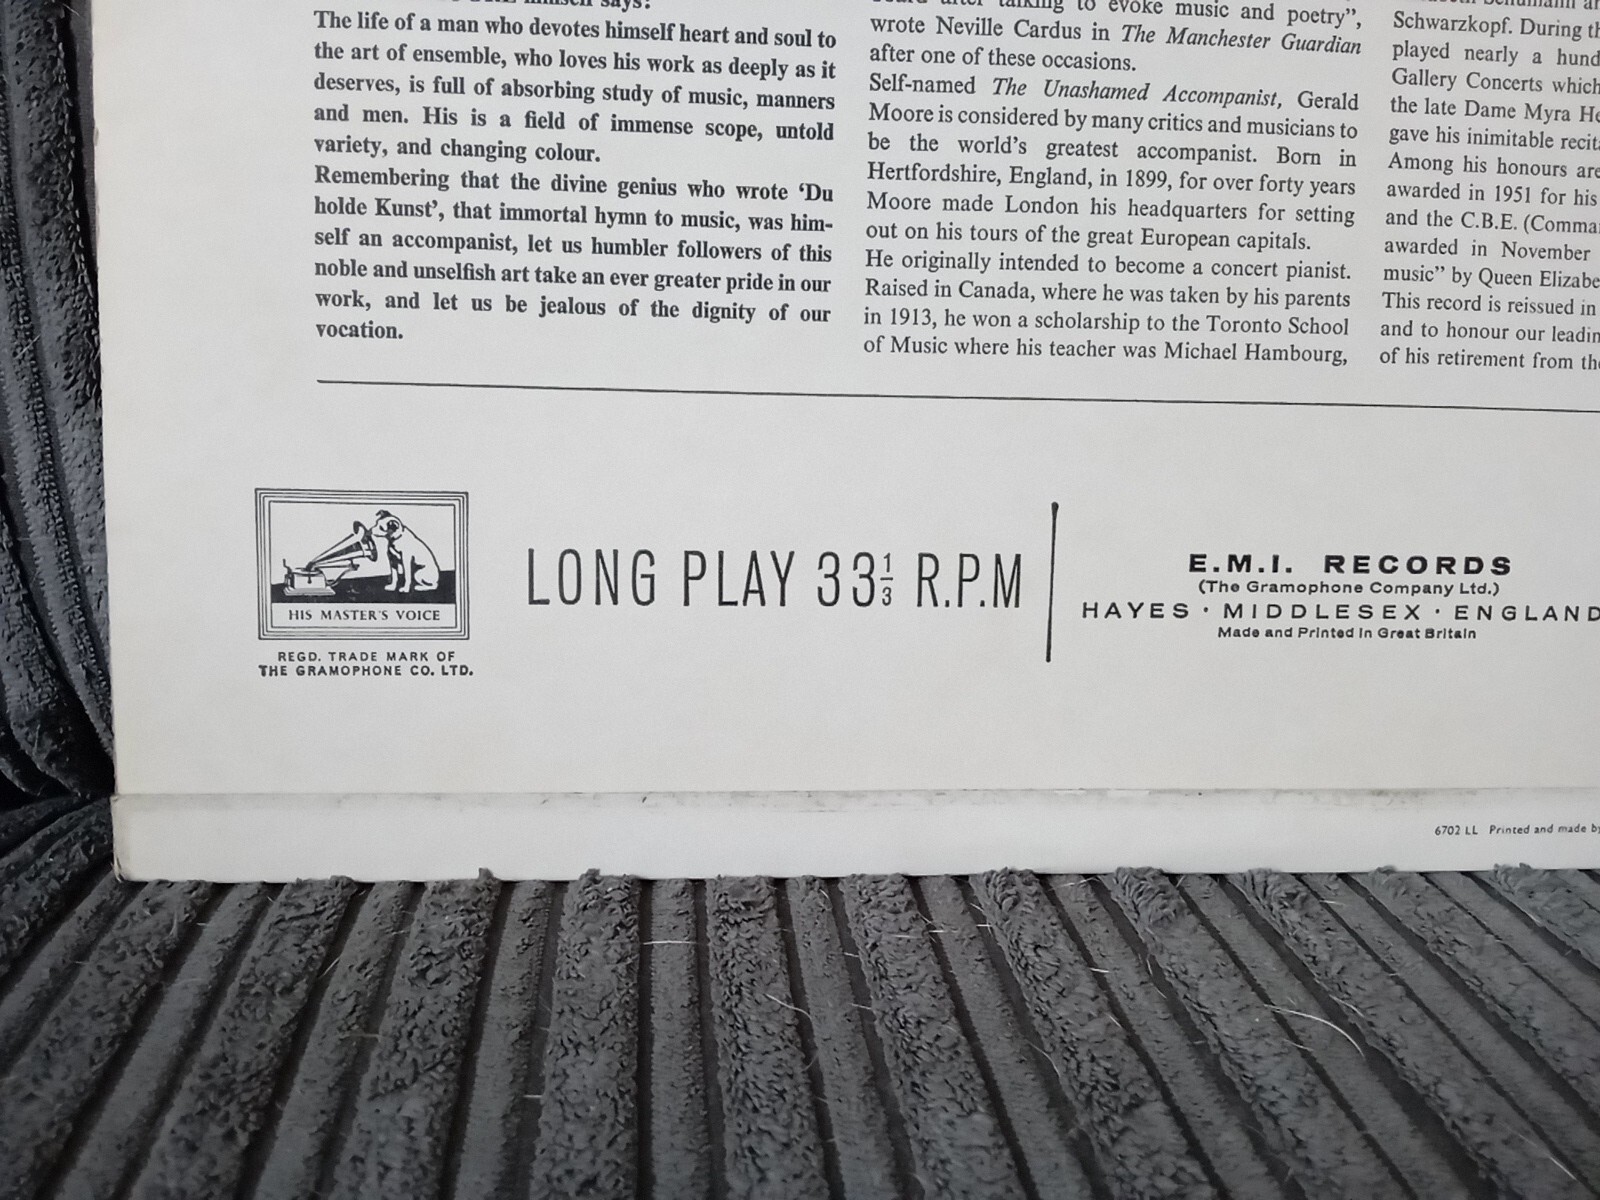 says:
The life of a man who devotes himself heart and soul to
the art of ensemble, who loves his work as deeply as it
deserves, is full of absorbing study of music, manners
and men. His is a field of immense scope, untold
variety, and changing colour.
Remembering that the divine genius who wrote ‘Du
holde Kunst’, that immortal hymn to music, was him-
self an accompanist, let us humbler followers of this
noble and unselfish art take an ever greater pride in our
work, and let us be jealous of the dignity of our
vocation.
after talking to evoke music and poetry”,
wrote Neville Cardus in The Manchester Guardian
after one of these occasions.
Self-named The Unashamed Accompanist, Gerald
Moore is considered by many critics and musicians to
be the world’s greatest accompanist. Born in
Hertfordshire, England, in 1899, for over forty years
Moore made London his headquarters for setting
out on his tours of the great European capitals.
He originally intended to become a concert pianist.
Raised in Canada, where he was taken by his parents
in 1913, he won a scholarship to the Toronto School
of Music where his teacher was Michael Hambourg,
Schwarzkopf. During
played nearly a
Gallery Concerts which
the late Dame Myra
gave his inimitable
Among his honours are
awarded in 1951 for his
and the C.B.E.
awarded in November
music” by Queen
This record is reissued in
and to honour our
of his retirement from
HIS MASTER'S VOICE
REGD. TRADE MARK OF
THE GRAMOPHONE CO. LTD.
LONG PLAY 33⅓ R.P.M
E.M.I. RECORDS
(The Gramophone Company Ltd.)
HAYES · MIDDLESEX · ENGLAND
Made and Printed in Great Britain
6702 LL Printed and made by